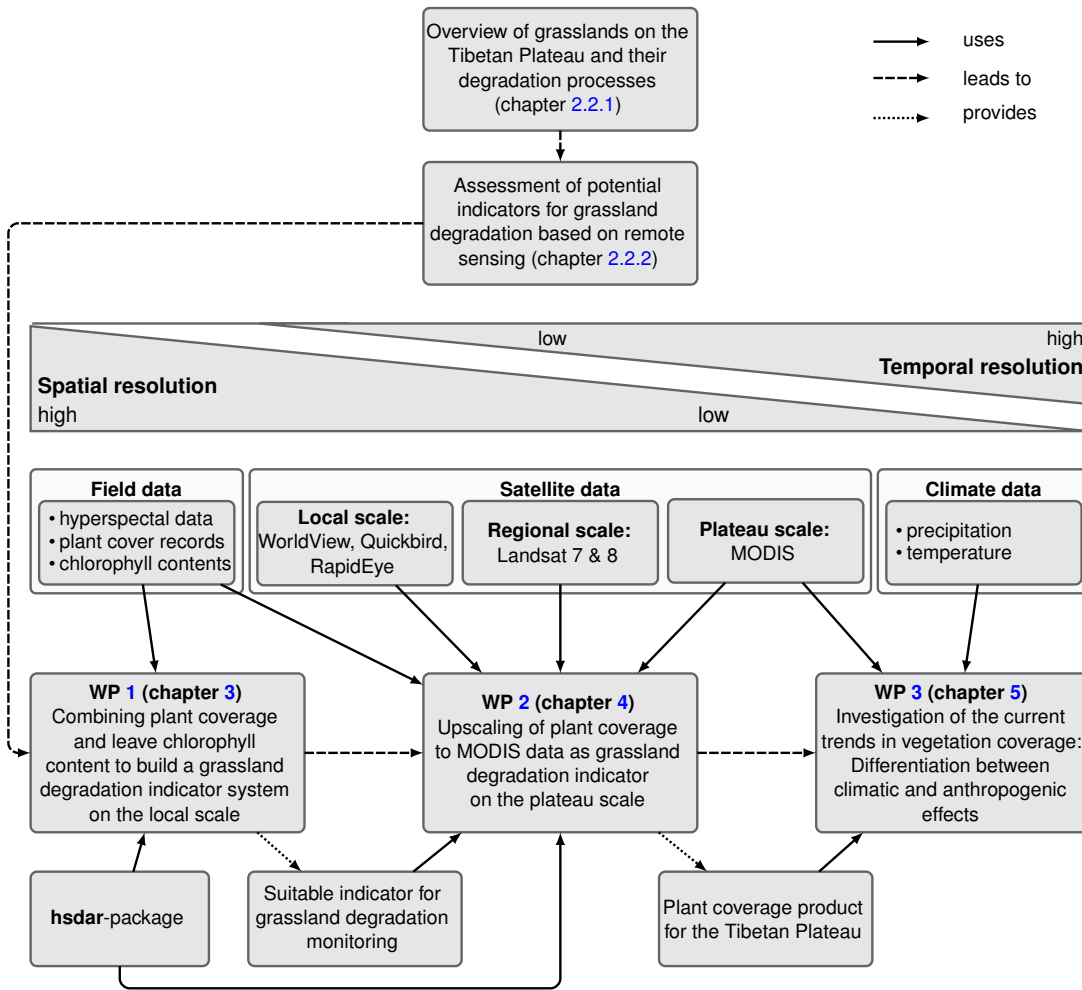 Overview of grasslands on the
Tibetan Plateau and their
degradation processes
(chapter 2.2.1)
uses
leads to
provides
Assessment of potential
indicators for grassland
degradation based on remote
sensing (chapter 2.2.2)
low
high
Temporal resolution
Spatial resolution
high
low
Field data
• hyperspectal data
• plant cover records
• chlorophyll contents
Satellite data
Local scale:
WorldView, Quickbird,
RapidEye
Regional scale:
Landsat 7 & 8
Plateau scale:
MODIS
Climate data
• precipitation
• temperature
WP 1 (chapter 3)
Combining plant coverage
and leave chlorophyll
content to build a grassland
degradation indicator system
on the local scale
WP 2 (chapter 4)
Upscaling of plant coverage
to MODIS data as grassland
degradation indicator
on the plateau scale
WP 3 (chapter 5)
Investigation of the current
trends in vegetation coverage:
Differentiation between
climatic and anthropogenic
effects
hsdar-package
Suitable indicator for
grassland degradation
monitoring
Plant coverage product
for the Tibetan Plateau